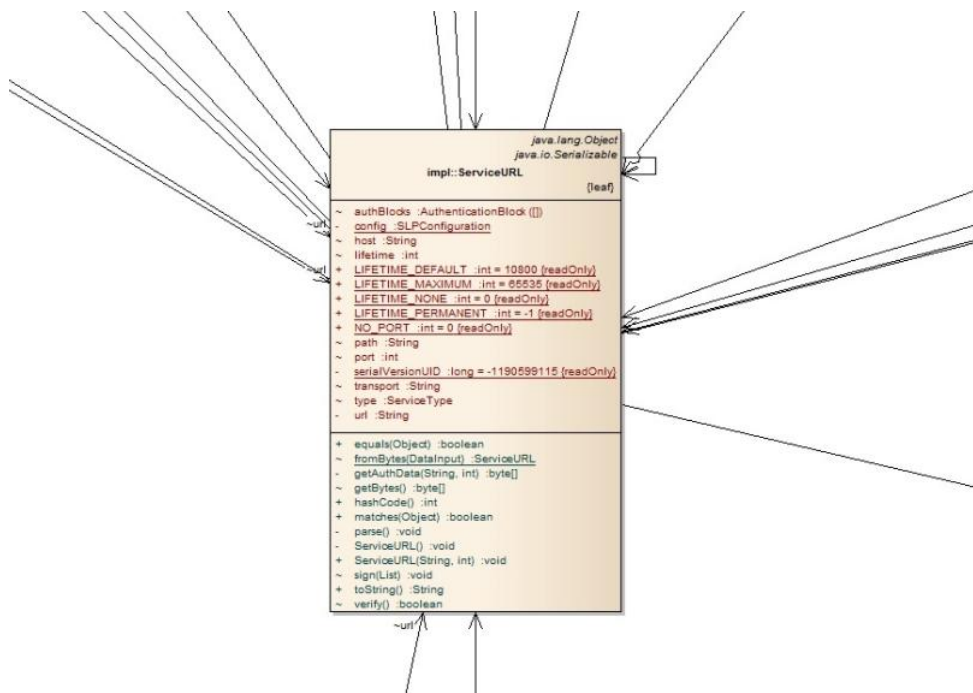 java.lang.Object
java.io.Serializable
impl::ServiceURL
{leaf}
~ authBlocks :AuthenticationBlock ([])
- config :SLPConfiguration
~ host :String
~ lifetime :int
+ LIFETIME_DEFAULT :int = 10800 {readOnly}
+ LIFETIME_MAXIMUM :int = 65535 {readOnly}
+ LIFETIME_NONE :int = 0 {readOnly}
+ LIFETIME_PERMANENT :int = -1 {readOnly}
+ NO_PORT :int = 0 {readOnly}
~ path :String
~ port :int
- serialVersionUID :long = -1190599115 {readOnly}
~ transport :String
~ type :ServiceType
- url :String
~url
~url
+ equals(Object) :boolean
~ fromBytes(DataInput) :ServiceURL
- getAuthData(String, int) :byte[]
~ getBytes() :byte[]
+ hashCode() :int
+ matches(Object) :boolean
- parse() :void
- ServiceURL() :void
+ ServiceURL(String, int) :void
~ sign(List) :void
+ toString() :String
~ verify() :boolean
~url